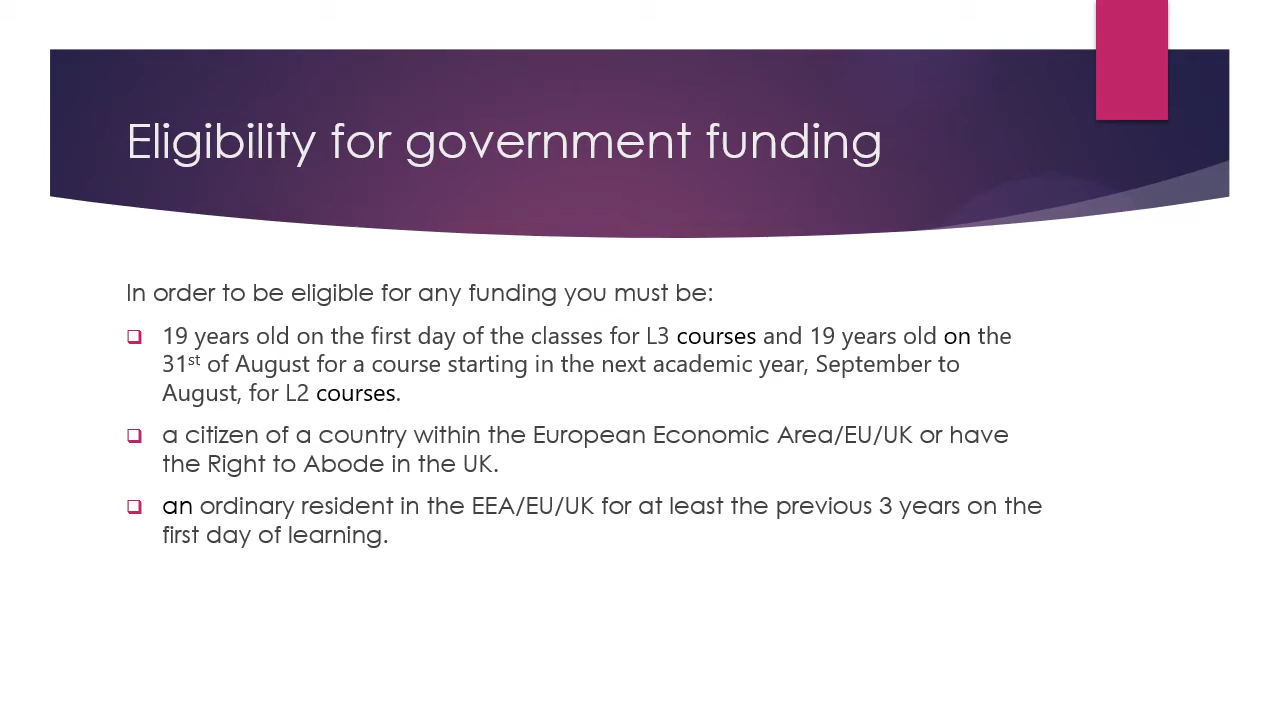 Eligibility for government funding
In order to be eligible for any funding you must be:
19 years old on the first day of the classes for L3 courses and 19 years old on the
31st of August for a course starting in the next academic year, September to
August, for L2 courses.
a citizen of a country within the European Economic Area/EU/UK or have
the Right to Abode in the UK.
an ordinary resident in the EEA/EU/UK for at least the previous 3 years on the
first day of learning.